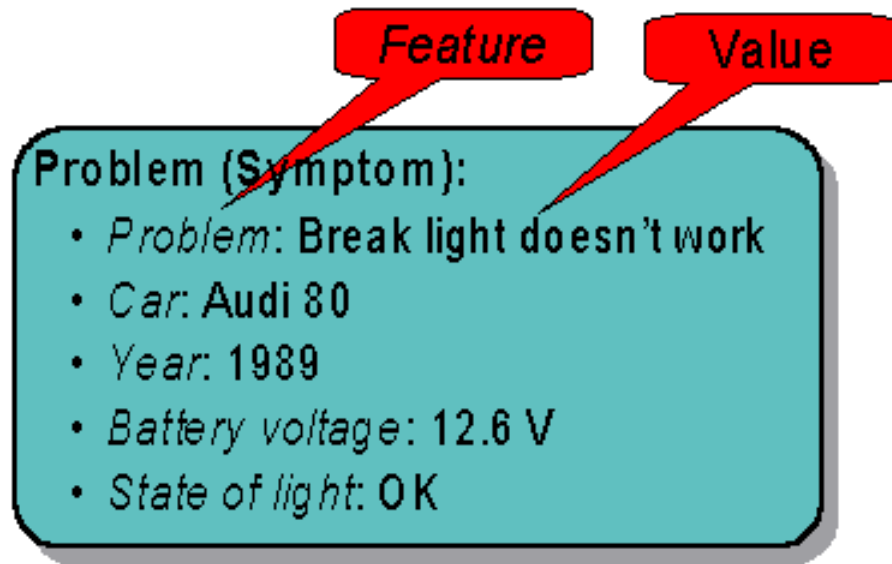 Feature
Value
Problem (Symptom):
• Problem: Break light doesn't work
• Car: Audi 80
• Year: 1989
• Battery voltage: 12.6 V
• State of light: OK